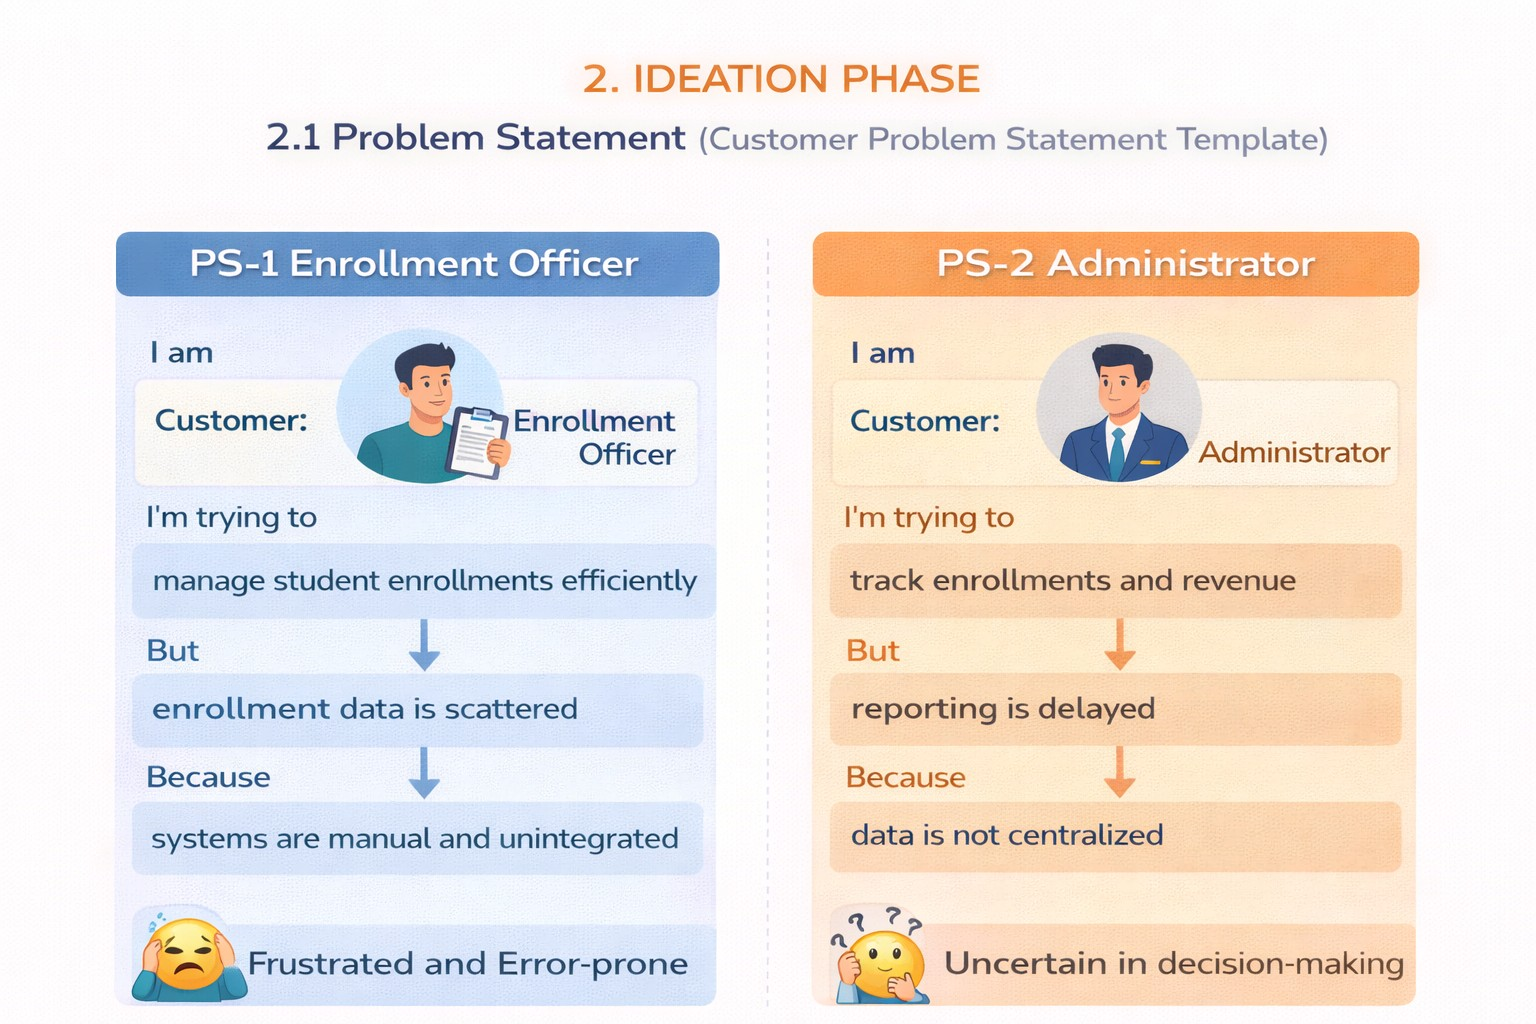 2. IDEATION PHASE
2.1 Problem Statement (Customer Problem Statement Template)
PS-1 Enrollment Officer
I am
Customer:
Enrollment
Officer
I'm trying to
manage student enrollments efficiently
But
enrollment data is scattered
Because
systems are manual and unintegrated
Frustrated and Error-prone
PS-2 Administrator
I am
Customer:
Administrator
I'm trying to
track enrollments and revenue
But
reporting is delayed
Because
data is not centralized
? ? ? ?
Uncertain in decision-making